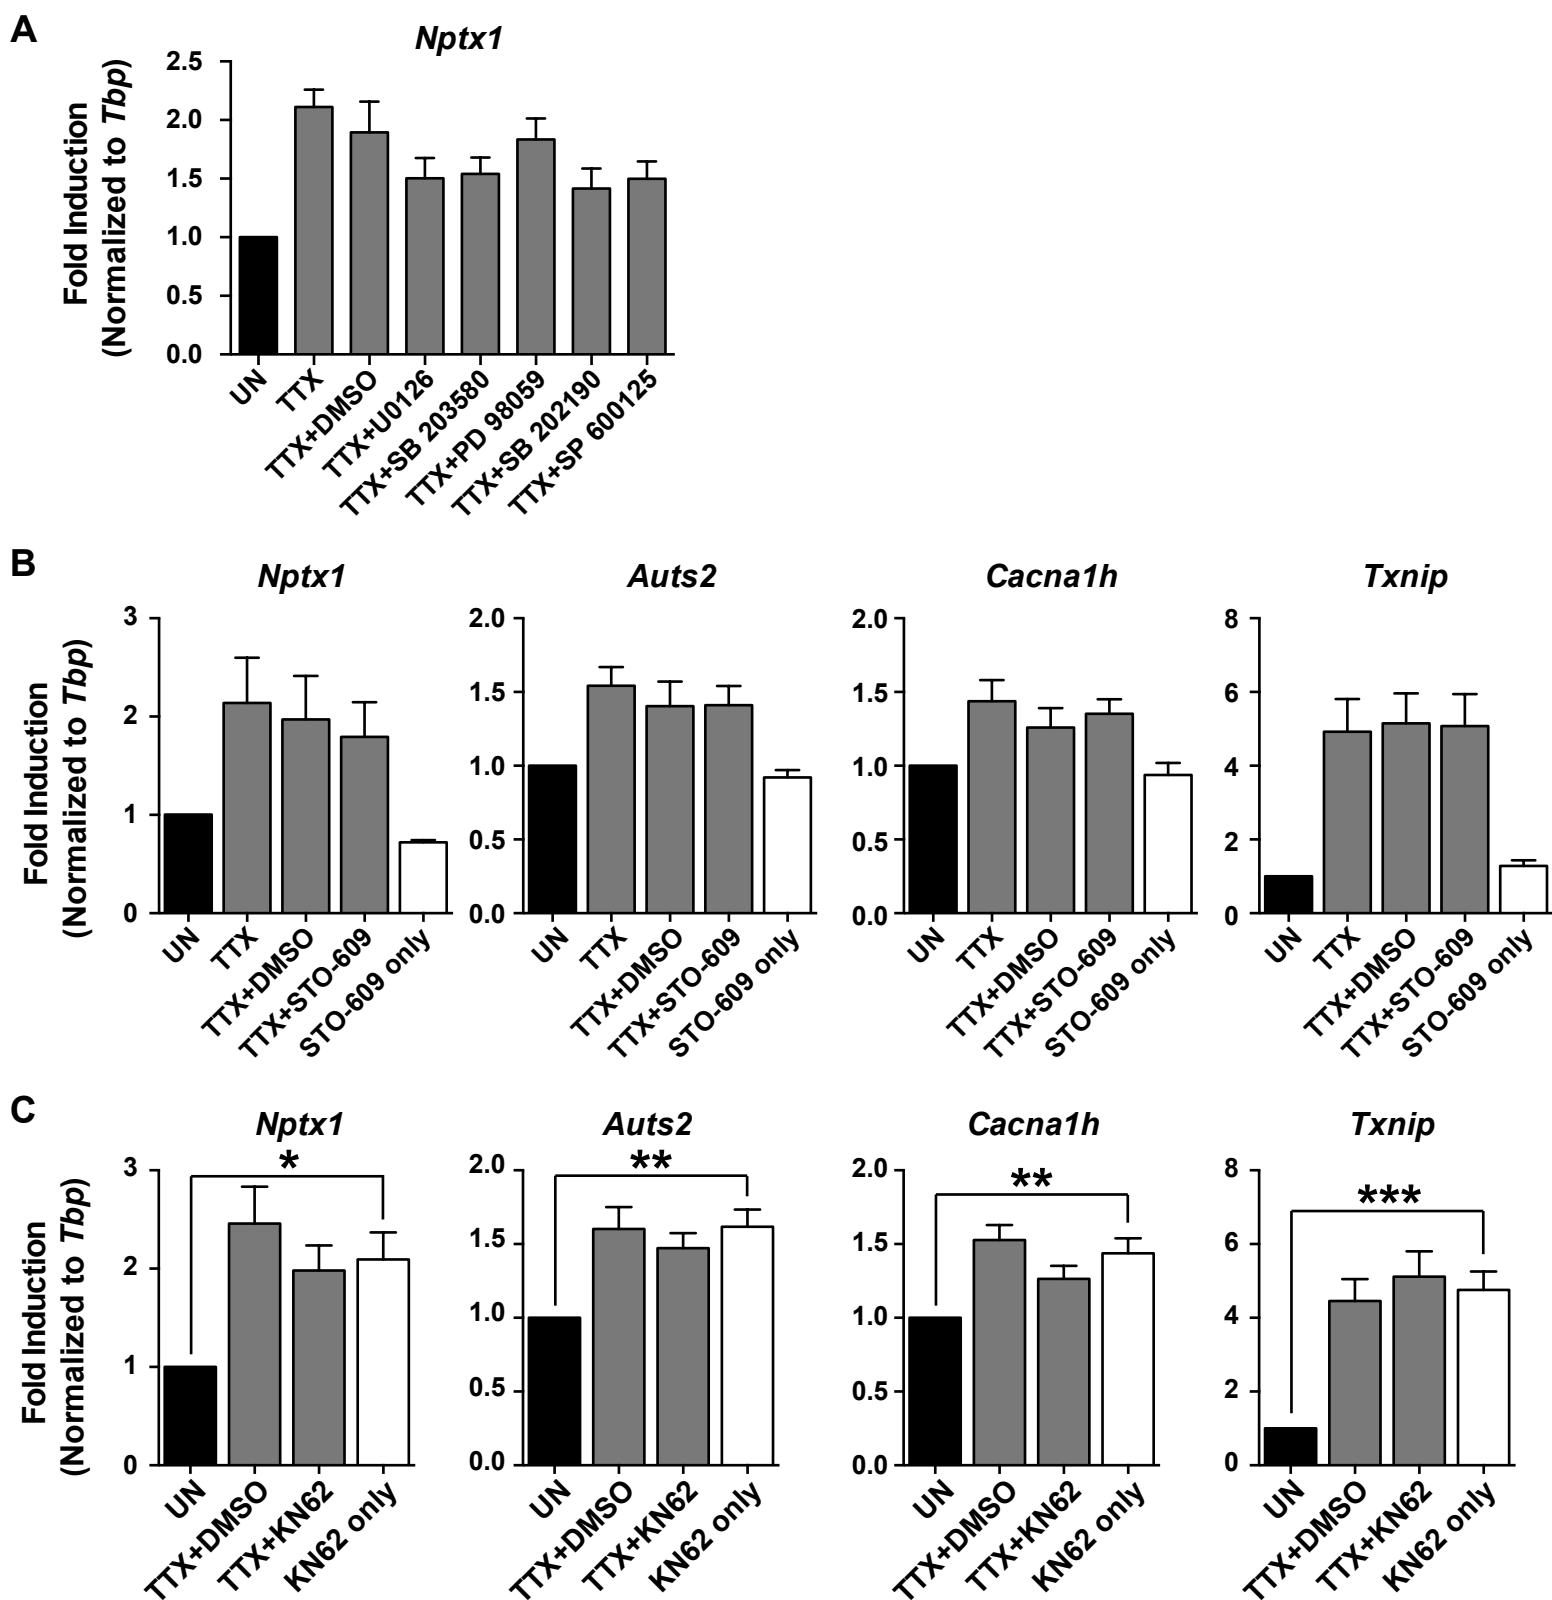 A
Nptx1
Fold Induction
(Normalized to Tbp)
2.5
2.0
1.5
1.0
0.5
0.0
UN
TTX
TTX+DMSO
TTX+U0126
TTX+SB 203580
TTX+PD 98059
TTX+SB 202190
TTX+SP 600125
B
Fold Induction
(Normalized to Tbp)
Nptx1
3
2
1
0
UN
TTX
TTX+DMSO
TTX+STO-609
STO-609 only
Auts2
2.0
1.5
1.0
0.5
0.0
UN
TTX
TTX+DMSO
TTX+STO-609
STO-609 only
Cacna1h
2.0
1.5
1.0
0.5
0.0
UN
TTX
TTX+DMSO
TTX+STO-609
STO-609 only
Txnip
8
6
4
2
0
UN
TTX
TTX+DMSO
TTX+STO-609
STO-609 only
C
Fold Induction
(Normalized to Tbp)
Nptx1
*
3
2
1
0
UN
TTX+DMSO
TTX+KN62
KN62 only
Auts2
**
2.0
1.5
1.0
0.5
0.0
UN
TTX+DMSO
TTX+KN62
KN62 only
Cacna1h
**
2.0
1.5
1.0
0.5
0.0
UN
TTX+DMSO
TTX+KN62
KN62 only
Txnip
***
8
6
4
2
0
UN
TTX+DMSO
TTX+KN62
KN62 only